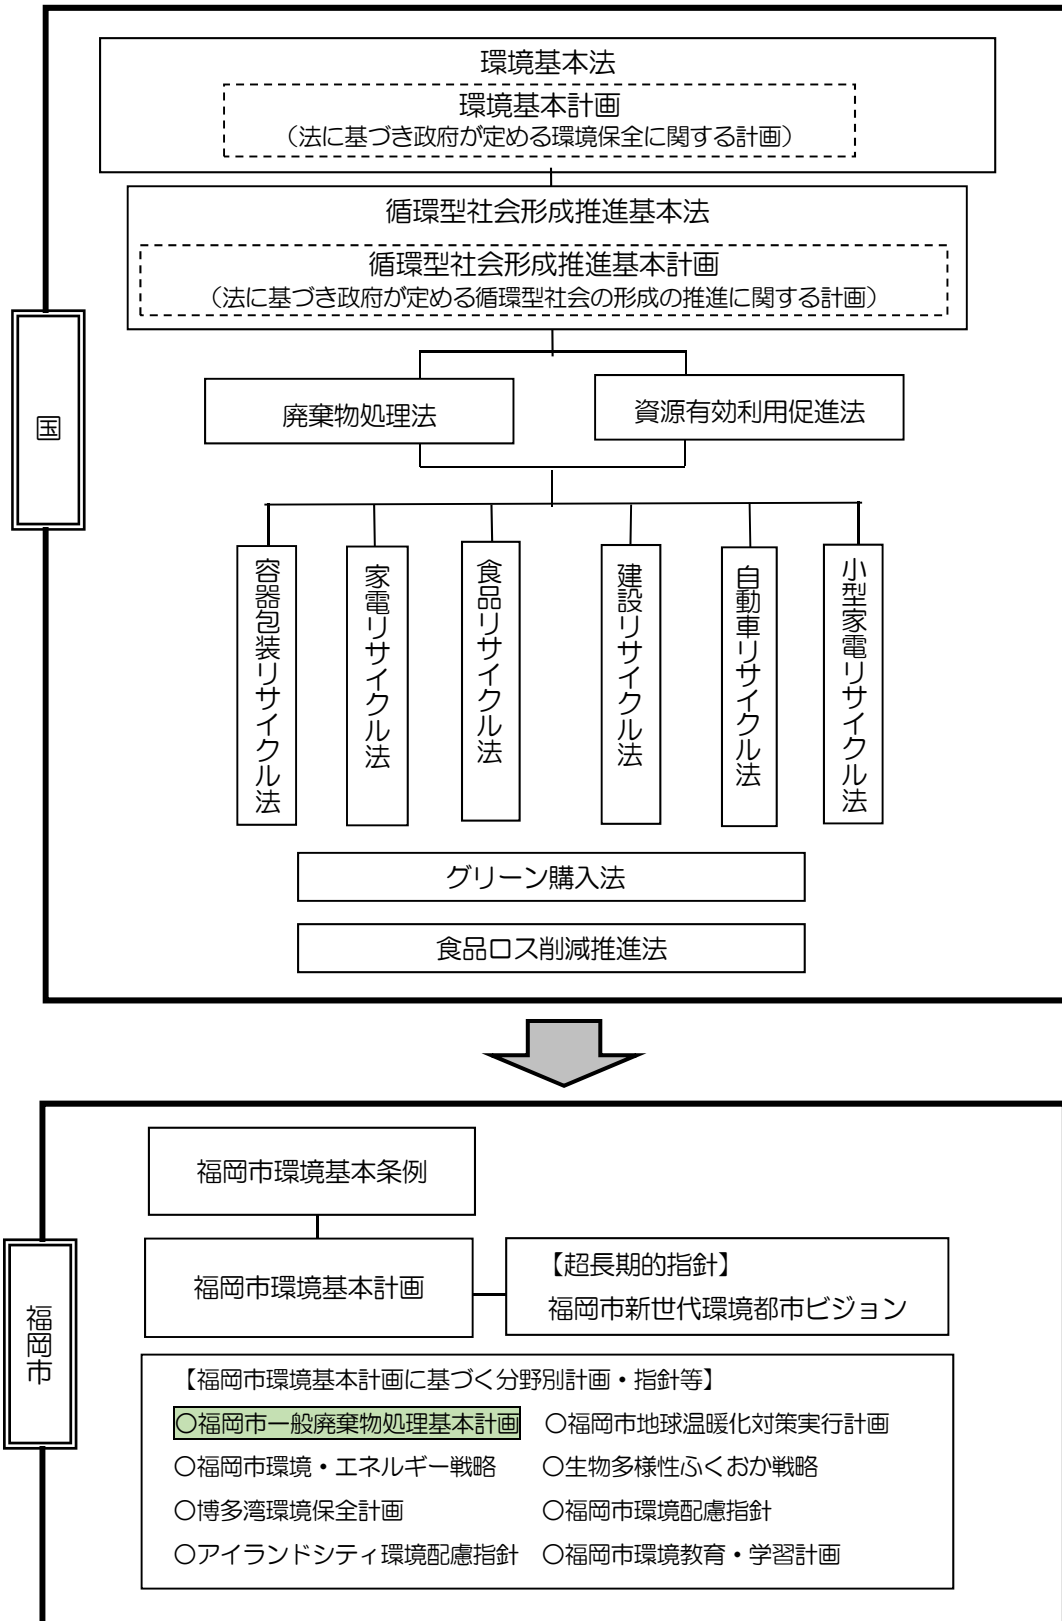 環境基本法
環境基本計画
（法に基づき政府が定める環境保全に関する計画）
循環型社会形成推進基本法
循環型社会形成推進基本計画
（法に基づき政府が定める循環型社会の形成の推進に関する計画）
国
廃棄物処理法
資源有効利用促進法
容器包装リサイクル法
家電リサイクル法
食品リサイクル法
建設リサイクル法
自動車リサイクル法
小型家電リサイクル法
グリーン購入法
食品ロス削減推進法
福岡市
福岡市環境基本条例
福岡市環境基本計画
【超長期的指針】
福岡市新世代環境都市ビジョン
【福岡市環境基本計画に基づく分野別計画・指針等】
〇福岡市一般廃棄物処理基本計画 〇福岡市地球温暖化対策実行計画
〇福岡市環境・エネルギー戦略 〇生物多様性ふくおか戦略
〇博多湾環境保全計画 〇福岡市環境配慮指針
〇アイランドシティ環境配慮指針 〇福岡市環境教育・学習計画